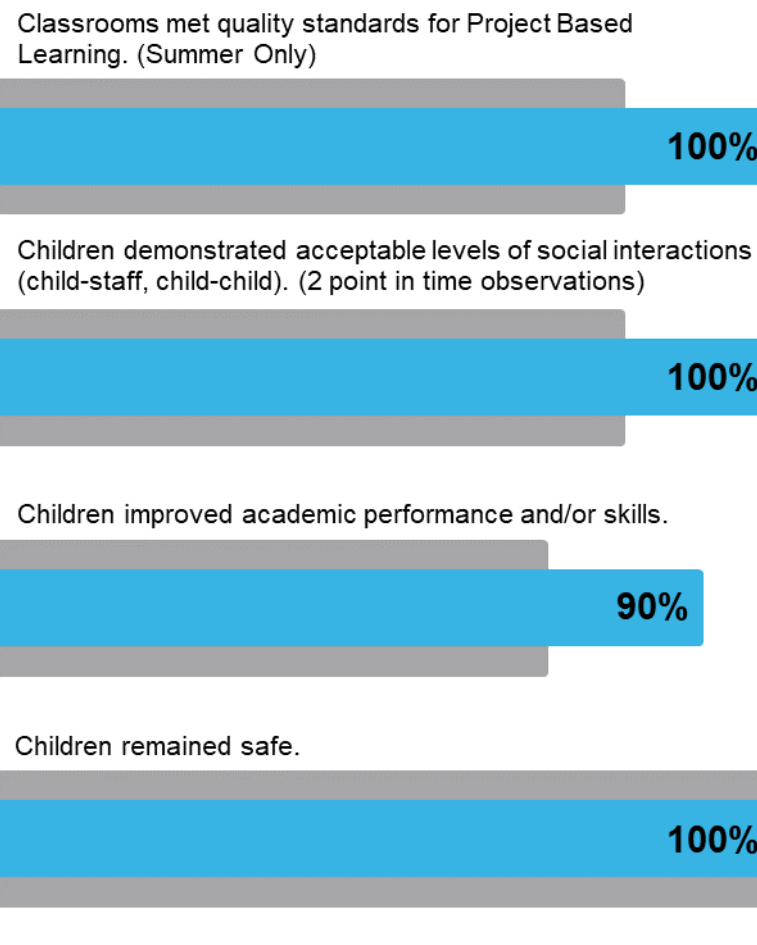 Classrooms met quality standards for Project Based
Learning. (Summer Only)
100%
Children demonstrated acceptable levels of social interactions
(child-staff, child-child). (2 point in time observations)
100%
Children improved academic performance and/or skills.
90%
Children remained safe.
100%